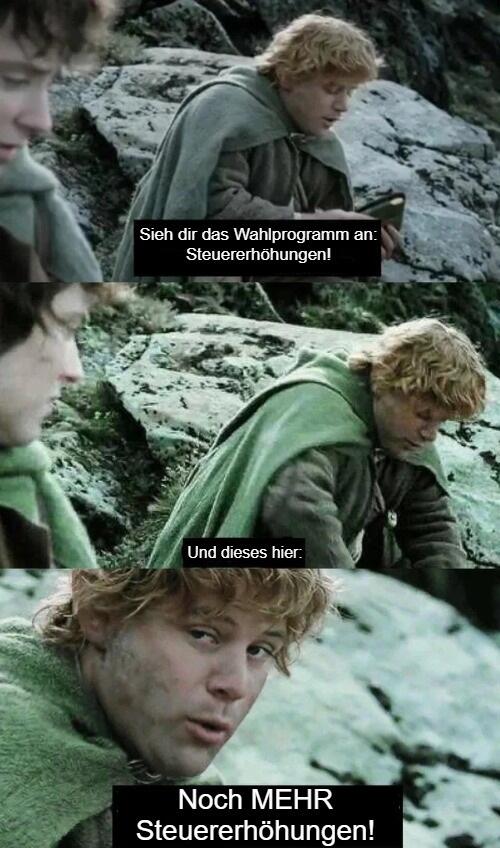 Sieh dir das Wahlprogramm an:
Steuererhöhungen!
Und dieses hier:
Noch MEHR
Steuererhöhungen!